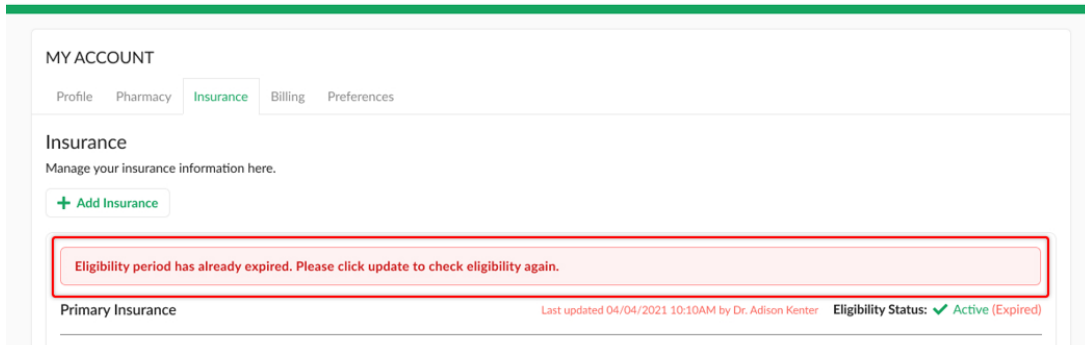 MY ACCOUNT
Profile Pharmacy Insurance Billing Preferences
Insurance
Manage your insurance information here.
+ Add Insurance
Eligibility period has already expired. Please click update to check eligibility again.
Primary Insurance Last updated 04/04/2021 10:10AM by Dr. Adison Kenter Eligibility Status: ✔ Active (Expired)